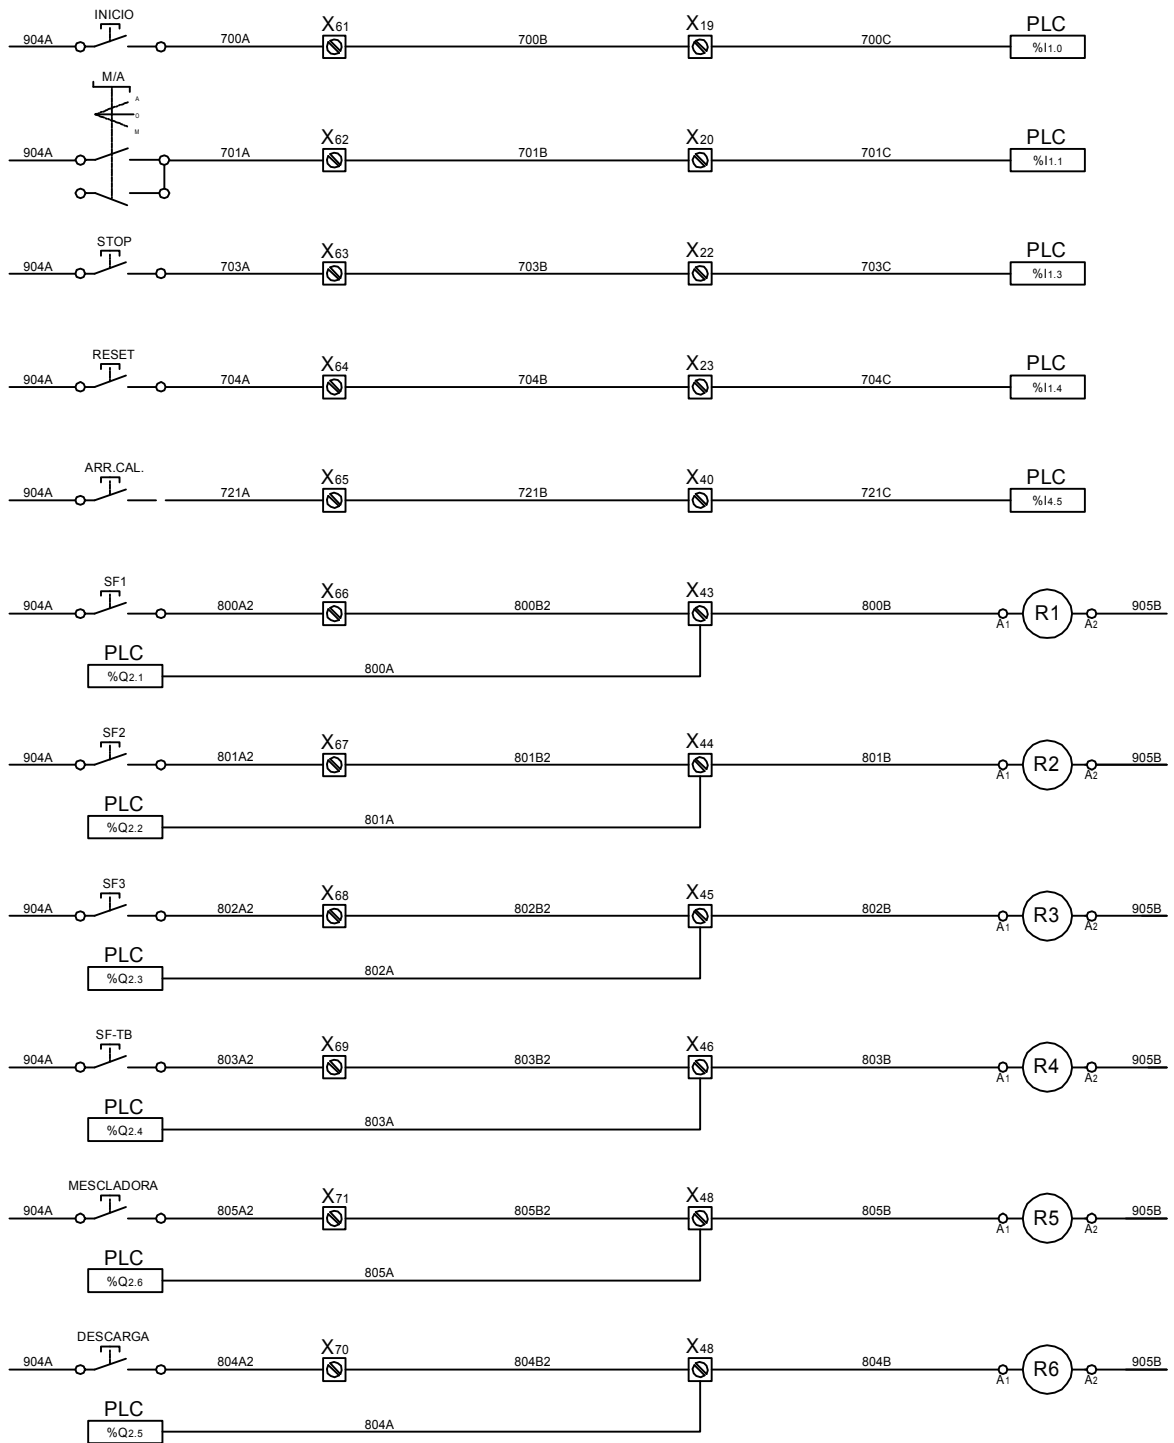 INICIO
904A 700A X61 700B X19 700C PLC
%I1.0
M/A
A
O
M
904A 701A X62 701B X20 701C PLC
%I1.1
STOP
904A 703A X63 703B X22 703C PLC
%I1.3
RESET
904A 704A X64 704B X23 704C PLC
%I1.4
ARR.CAL.
904A 721A X65 721B X40 721C PLC
%I4.5
SF1
904A 800A2 X66 800B2 X43 800B A1 R1 A2 905B
PLC
%Q2.1 800A
SF2
904A 801A2 X67 801B2 X44 801B A1 R2 A2 905B
PLC
%Q2.2 801A
SF3
904A 802A2 X68 802B2 X45 802B A1 R3 A2 905B
PLC
%Q2.3 802A
SF-TB
904A 803A2 X69 803B2 X46 803B A1 R4 A2 905B
PLC
%Q2.4 803A
MESCLADORA
904A 805A2 X71 805B2 X48 805B A1 R5 A2 905B
PLC
%Q2.6 805A
DESCARGA
904A 804A2 X70 804B2 X48 804B A1 R6 A2 905B
PLC
%Q2.5 804A